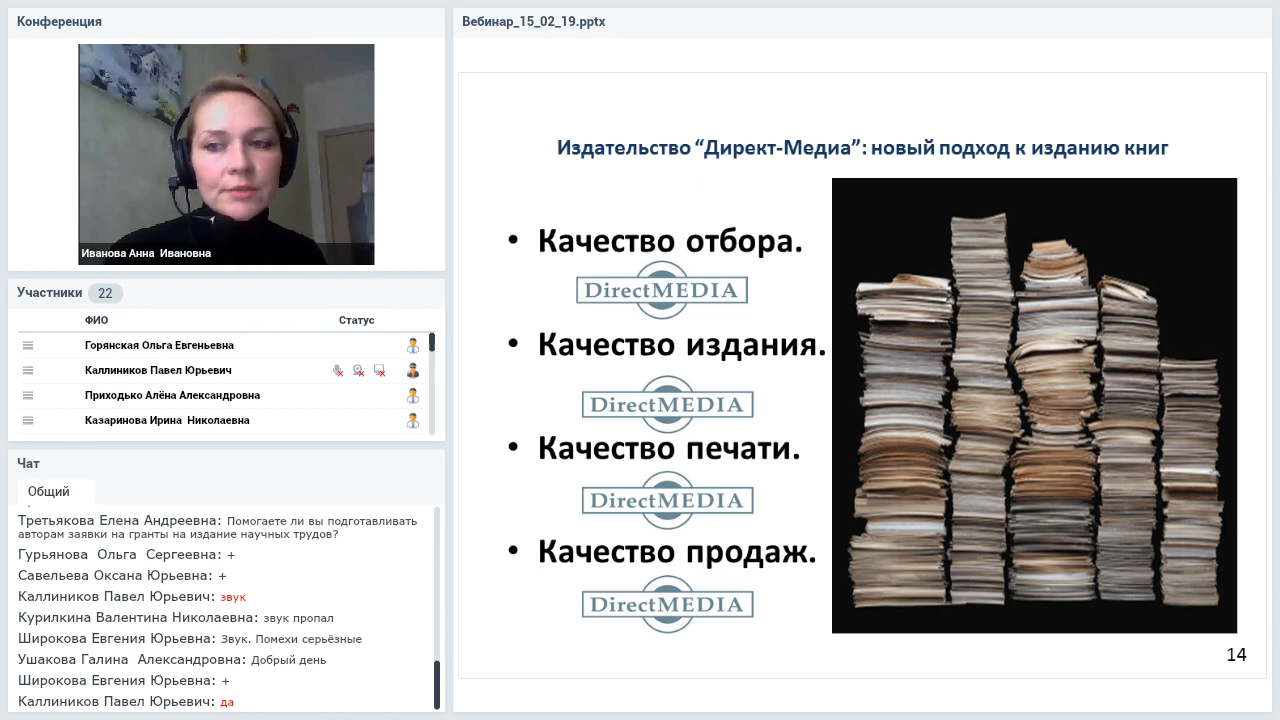 Конференция
Иванова Анна  Ивановна
Участники 22
ФИО Статус
Горянская Ольга Евгеньевна
Каллиников Павел Юрьевич
Приходько Алёна Александровна
Казаринова Ирина  Николаевна
Чат
Общий
Третьякова Елена Андреевна: Помогаете ли вы подготавливать
авторам заявки на гранты на издание научных трудов?
Гурьянова  Ольга  Сергеевна: +
Савельева Оксана Юрьевна: +
Каллиников Павел Юрьевич: звук
Курилкина Валентина Николаевна: звук пропал
Широкова Евгения Юрьевна: Звук. Помехи серьёзные
Ушакова Галина  Александровна: Добрый день
Широкова Евгения Юрьевна: +
Каллиников Павел Юрьевич: да
Вебинар_15_02_19.pptx
Издательство “Директ-Медиа”: новый подход к изданию книг
• Качество отбора.
DirectMEDIA
• Качество издания.
DirectMEDIA
• Качество печати.
DirectMEDIA
• Качество продаж.
DirectMEDIA
14